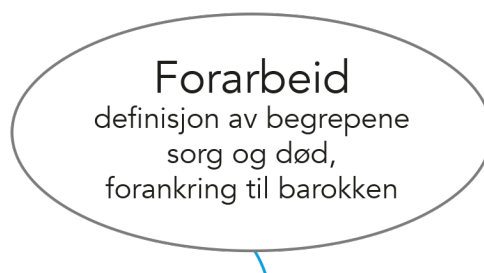 Forarbeid
definisjon av begrepene
sorg og død,
forankring til barokken